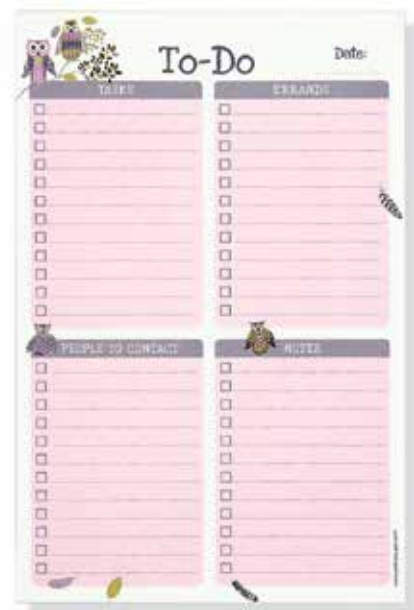 To-Do
Date:
TASKS
ERRANDS
PEOPLE TO CONTACT
NOTES